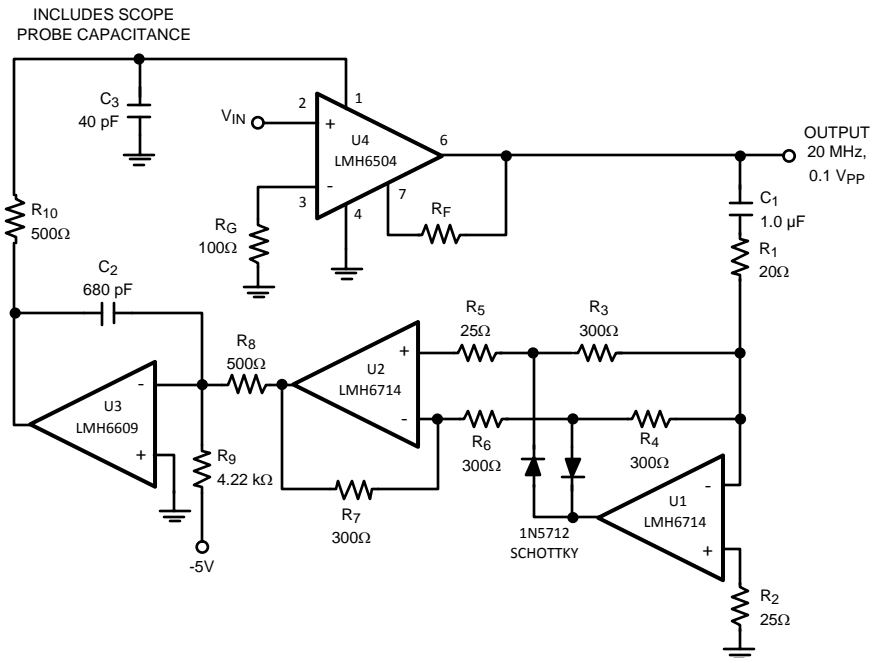 INCLUDES SCOPE
PROBE CAPACITANCE
C3
40 pF
VIN
2
1
+
U4
LMH6504
6
-
3
4
7
RF
RG
100Ω
OUTPUT
20 MHz,
0.1 VPP
C1
1.0 µF
R1
20Ω
R10
500Ω
C2
680 pF
R8
500Ω
R5
25Ω
R3
300Ω
+
U2
LMH6714
-
R6
300Ω
R4
300Ω
-
U3
LMH6609
+
R9
4.22 kΩ
-5V
R7
300Ω
1N5712
SCHOTTKY
-
U1
LMH6714
+
R2
25Ω